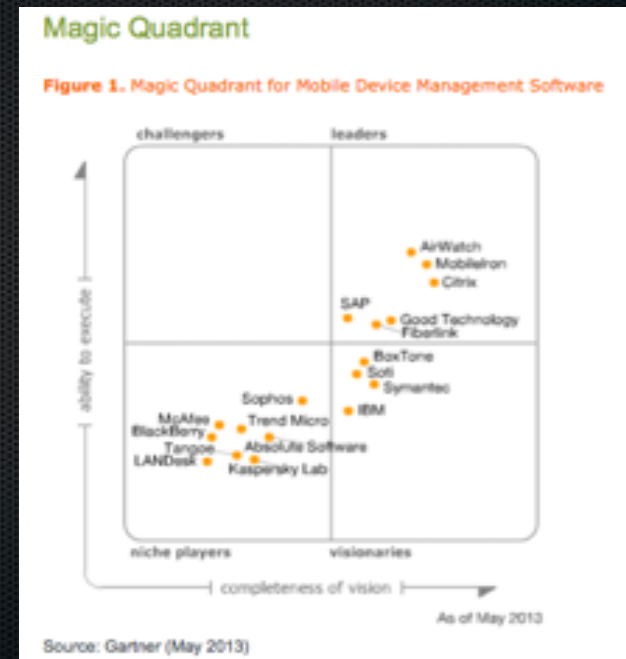 Magic Quadrant
Figure 1. Magic Quadrant for Mobile Device Management Software
challengers
leaders
ability to execute
AirWatch
MobileIron
Citrix
SAP
Good Technology
Fiberlink
BoxTone
Soti
Symantec
IBM
Sophos
McAfee
Trend Micro
BlackBerry
Absolute Software
Tangoe
LANDesk
Kaspersky Lab
niche players
visionaries
completeness of vision
As of May 2013
Source: Gartner (May 2013)